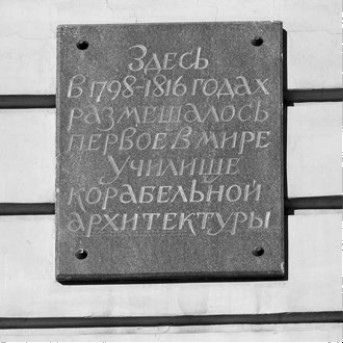 Здесь
в 1798-1816 годах
размещалось
первое в мире
Училище
корабельной
архитектуры